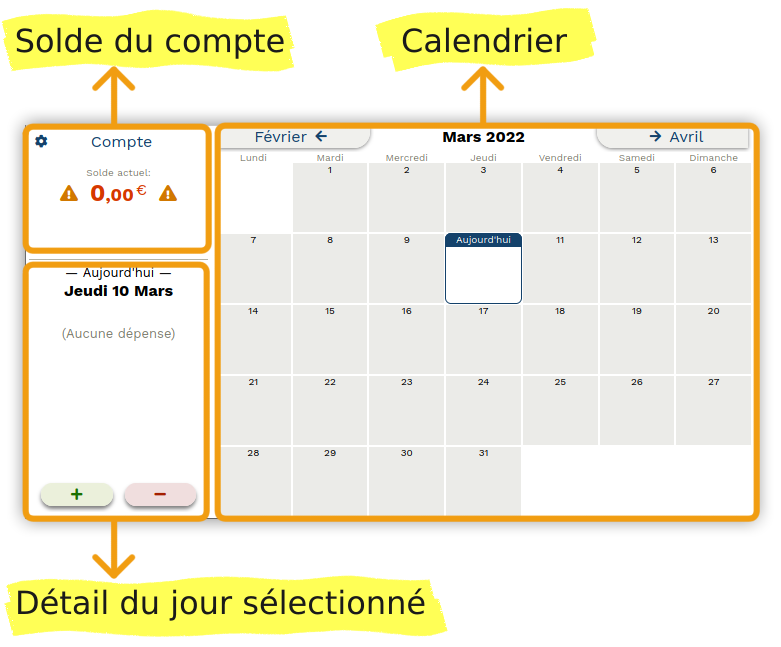 Solde du compte
Calendrier
Compte
Solde actuel:
0,00 €
— Aujourd'hui —
Jeudi 10 Mars
(Aucune dépense)
+ −
Février ← Mars 2022 → Avril
Lundi Mardi Mercredi Jeudi Vendredi Samedi Dimanche
1 2 3 4 5 6
7 8 9 Aujourd'hui 11 12 13
14 15 16 17 18 19 20
21 22 23 24 25 26 27
28 29 30 31
Détail du jour sélectionné